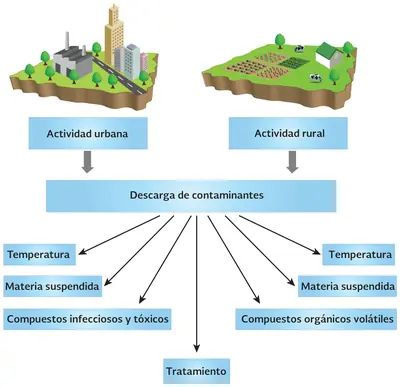 Actividad urbana
Actividad rural
Descarga de contaminantes
Temperatura
Temperatura
Materia suspendida
Materia suspendida
Compuestos infecciosos y tóxicos
Compuestos orgánicos volátiles
Tratamiento